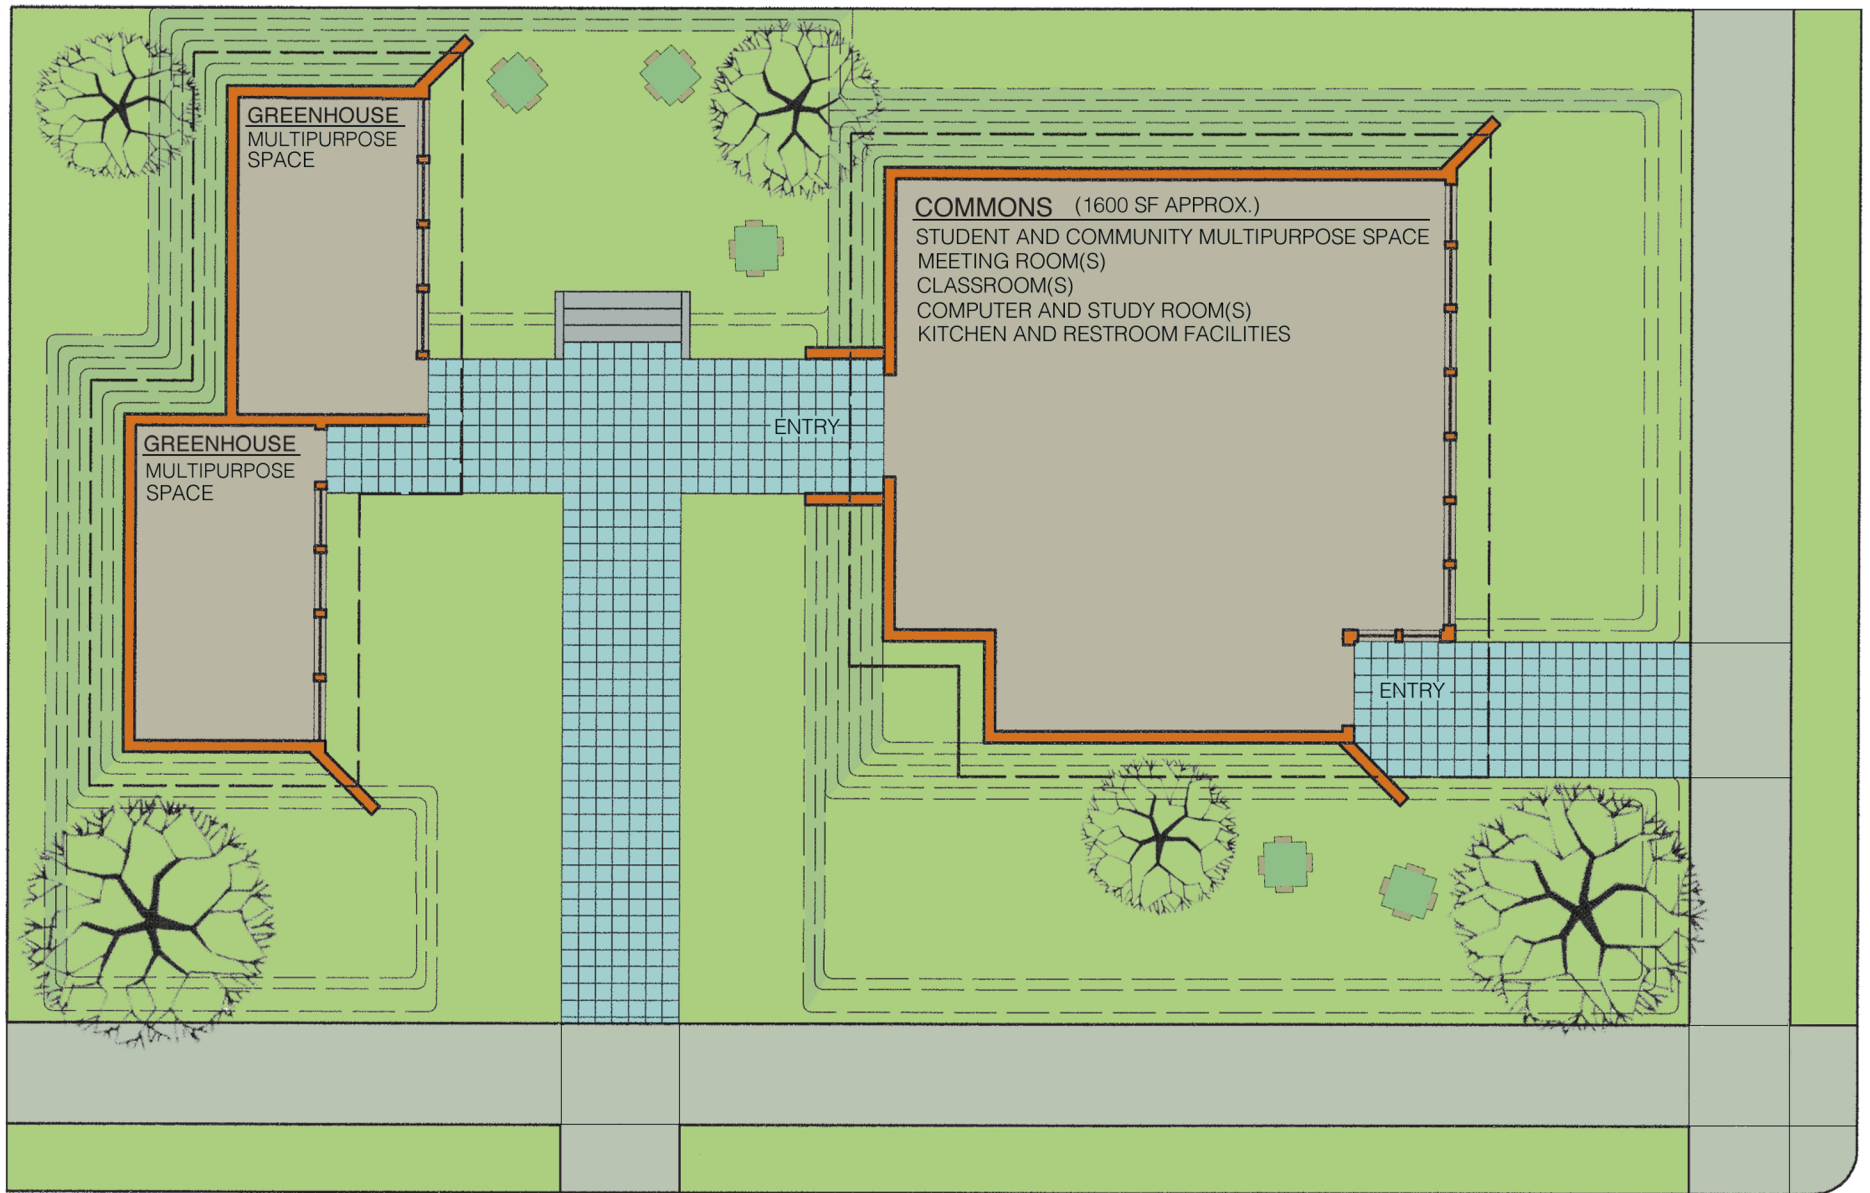 GREENHOUSE
MULTIPURPOSE
SPACE
GREENHOUSE
MULTIPURPOSE
SPACE
ENTRY
COMMONS (1600 SF APPROX.)
STUDENT AND COMMUNITY MULTIPURPOSE SPACE
MEETING ROOM(S)
CLASSROOM(S)
COMPUTER AND STUDY ROOM(S)
KITCHEN AND RESTROOM FACILITIES
ENTRY